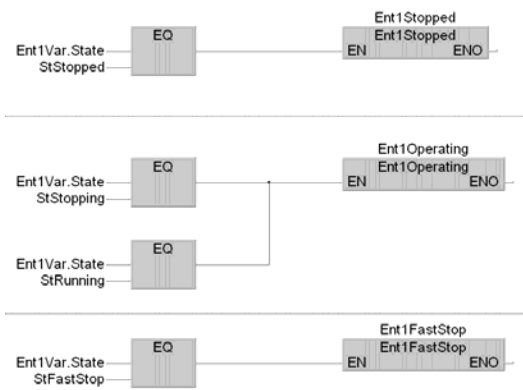 Ent1Stopped
EQ
Ent1Stopped
Ent1Var.State
EN ENO
StStopped
Ent1Operating
EQ
Ent1Operating
Ent1Var.State
EN ENO
StStopping
EQ
Ent1Var.State
StRunning
Ent1FastStop
EQ
Ent1FastStop
Ent1Var.State
EN ENO
StFastStop